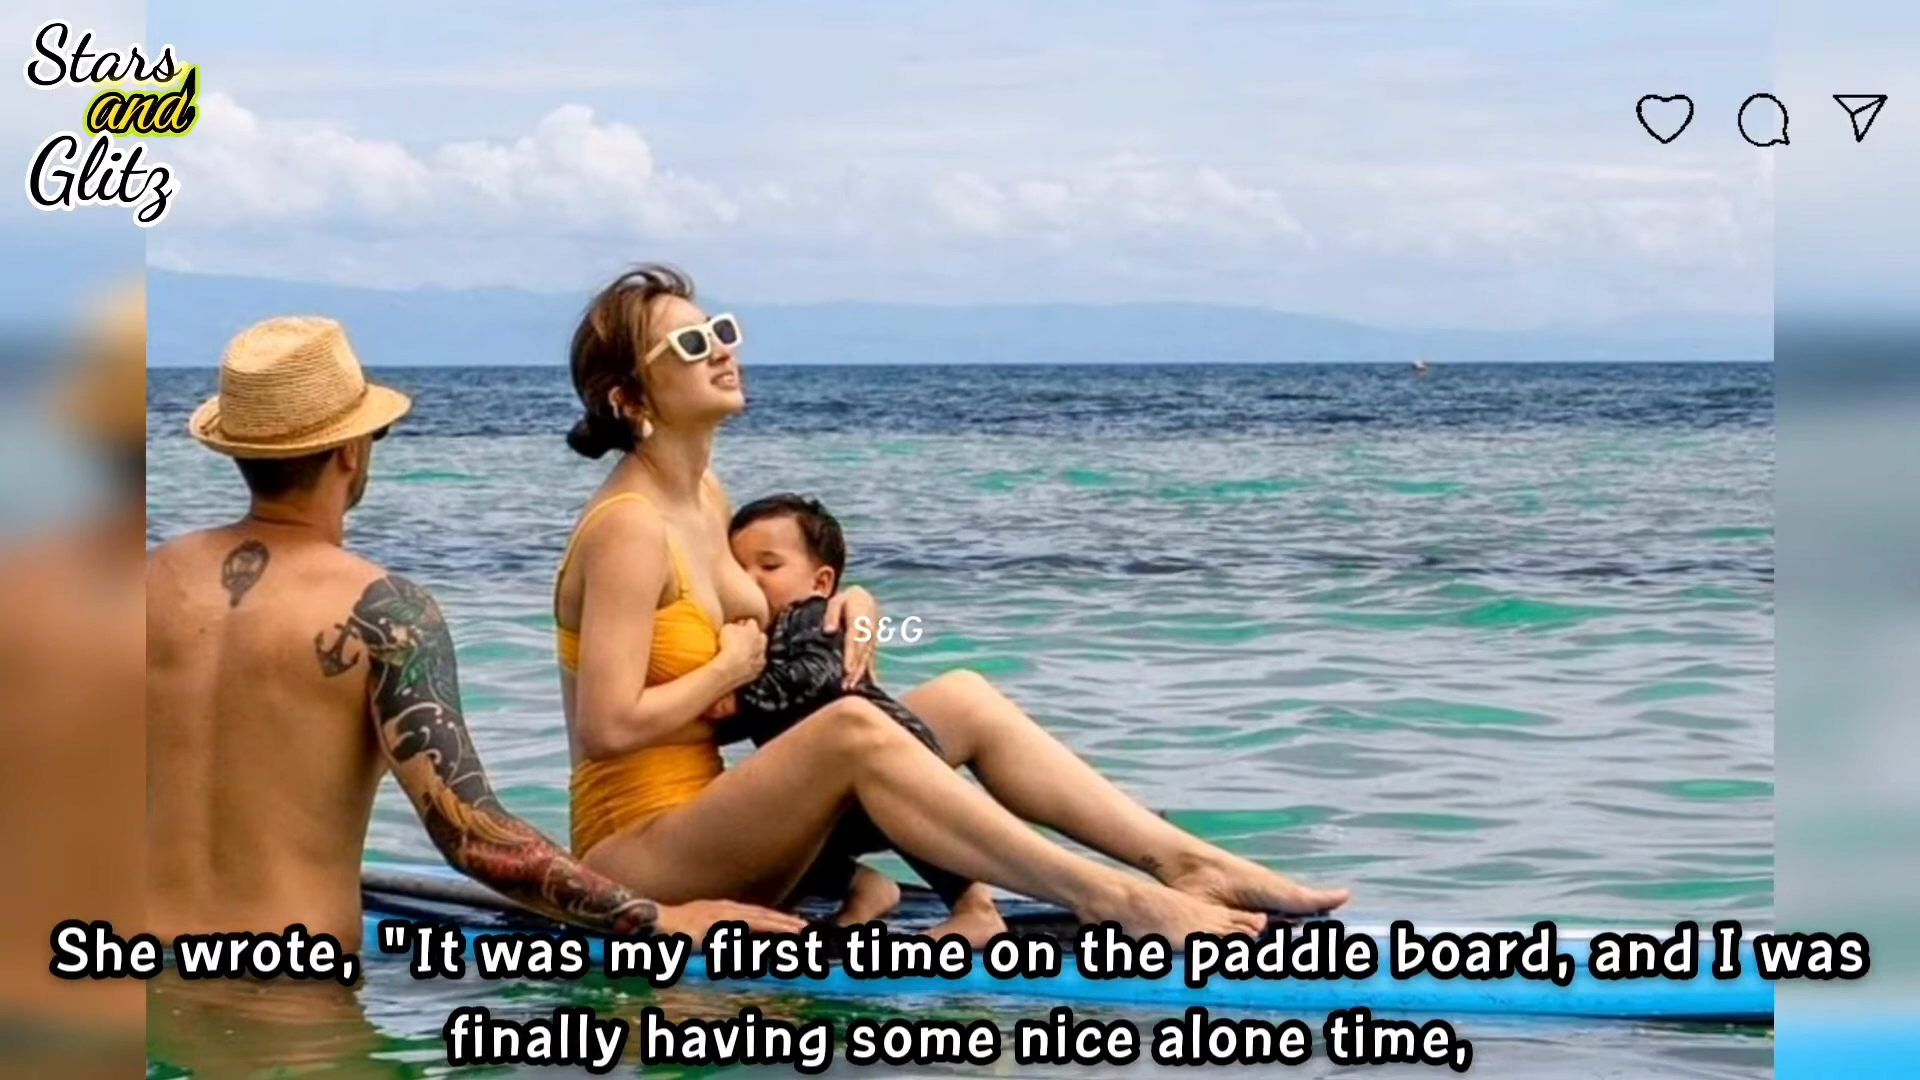 Stars
and
Glitz
S&G
She wrote, "It was my first time on the paddle board, and I was
finally having some nice alone time,